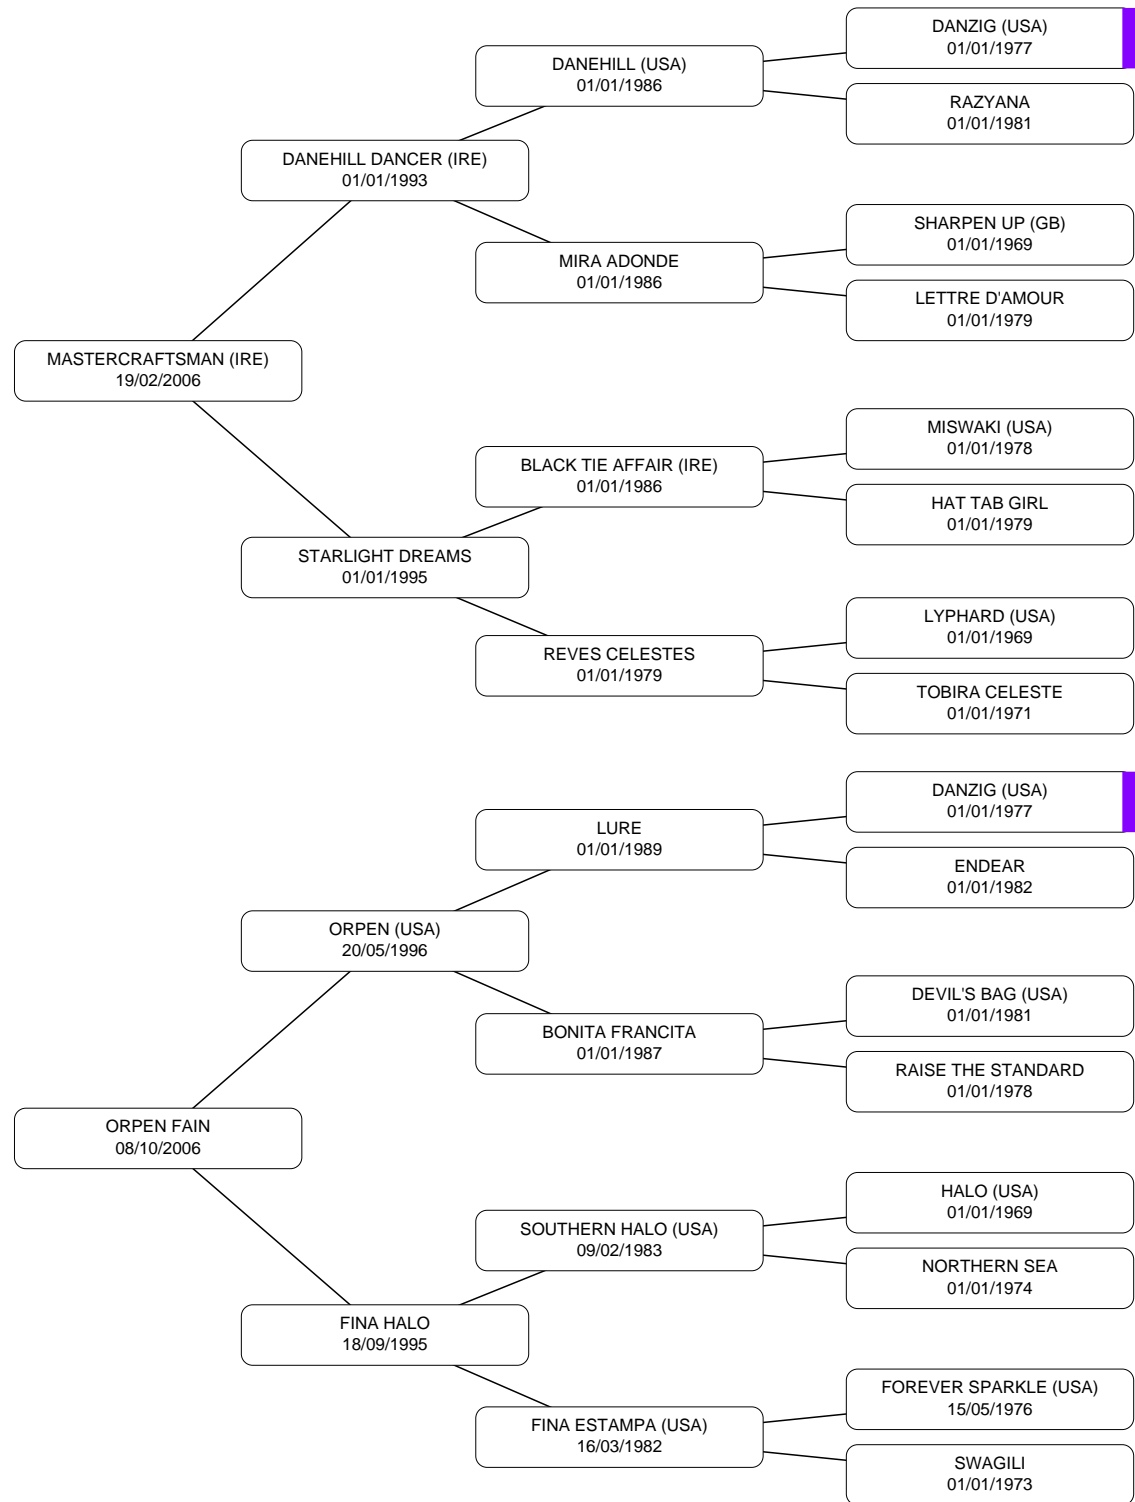 DANZIG (USA)
01/01/1977
DANEHILL (USA)
01/01/1986
RAZYANA
01/01/1981
DANEHILL DANCER (IRE)
01/01/1993
SHARPEN UP (GB)
01/01/1969
MIRA ADONDE
01/01/1986
LETTRE D'AMOUR
01/01/1979
MASTERCRAFTSMAN (IRE)
19/02/2006
MISWAKI (USA)
01/01/1978
BLACK TIE AFFAIR (IRE)
01/01/1986
HAT TAB GIRL
01/01/1979
STARLIGHT DREAMS
01/01/1995
LYPHARD (USA)
01/01/1969
REVES CELESTES
01/01/1979
TOBIRA CELESTE
01/01/1971
DANZIG (USA)
01/01/1977
LURE
01/01/1989
ENDEAR
01/01/1982
ORPEN (USA)
20/05/1996
DEVIL'S BAG (USA)
01/01/1981
BONITA FRANCITA
01/01/1987
RAISE THE STANDARD
01/01/1978
ORPEN FAIN
08/10/2006
HALO (USA)
01/01/1969
SOUTHERN HALO (USA)
09/02/1983
NORTHERN SEA
01/01/1974
FINA HALO
18/09/1995
FOREVER SPARKLE (USA)
15/05/1976
FINA ESTAMPA (USA)
16/03/1982
SWAGILI
01/01/1973